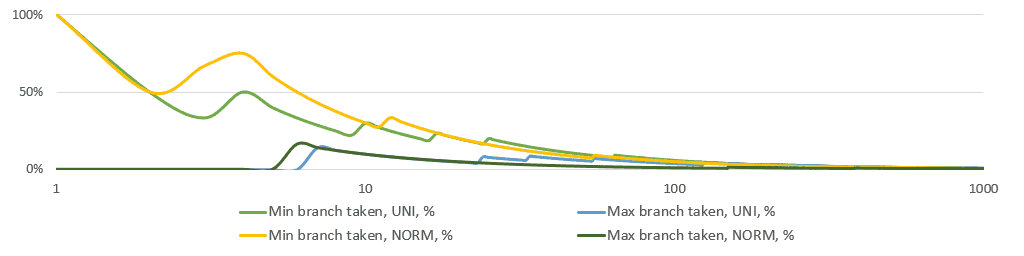 100%
50%
0%
1 10 100 1000
Min branch taken, UNI, % Max branch taken, UNI, %
Min branch taken, NORM, % Max branch taken, NORM, %